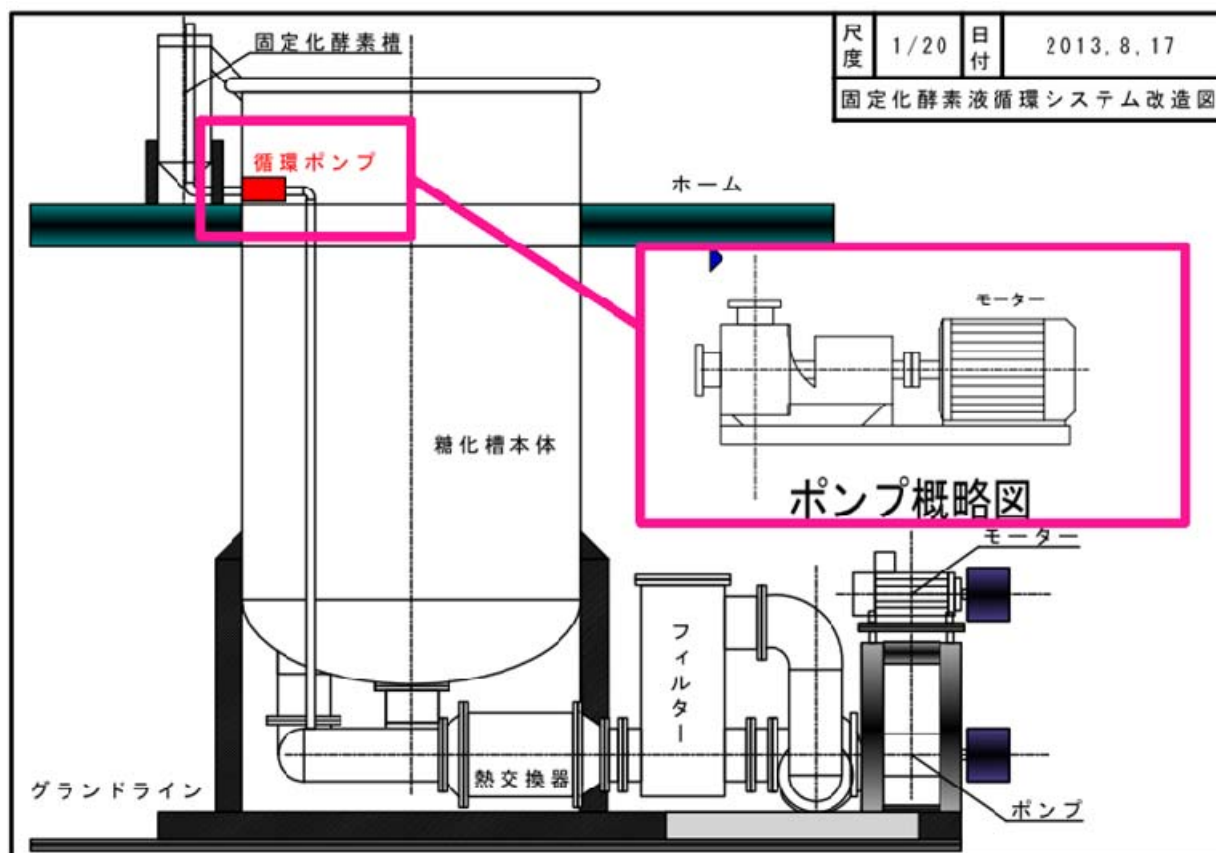 尺度 1/20 日付 2013,8,17
固定化酵素液循環システム改造図
固定化酵素槽
循環ポンプ
ホーム
モーター
ポンプ概略図
糖化槽本体
モーター
フィルター
熱交換器
グランドライン
ポンプ